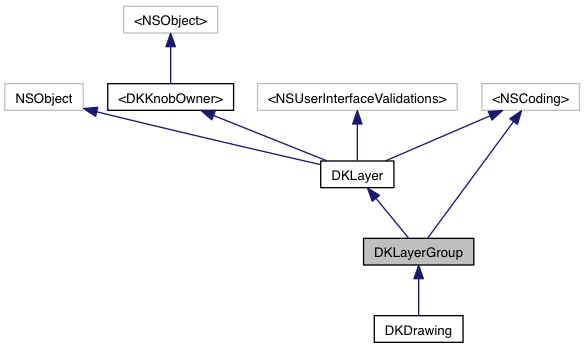 <NSObject>
NSObject
<DKKnobOwner>
<NSUserInterfaceValidations>
<NSCoding>
DKLayer
DKLayerGroup
DKDrawing